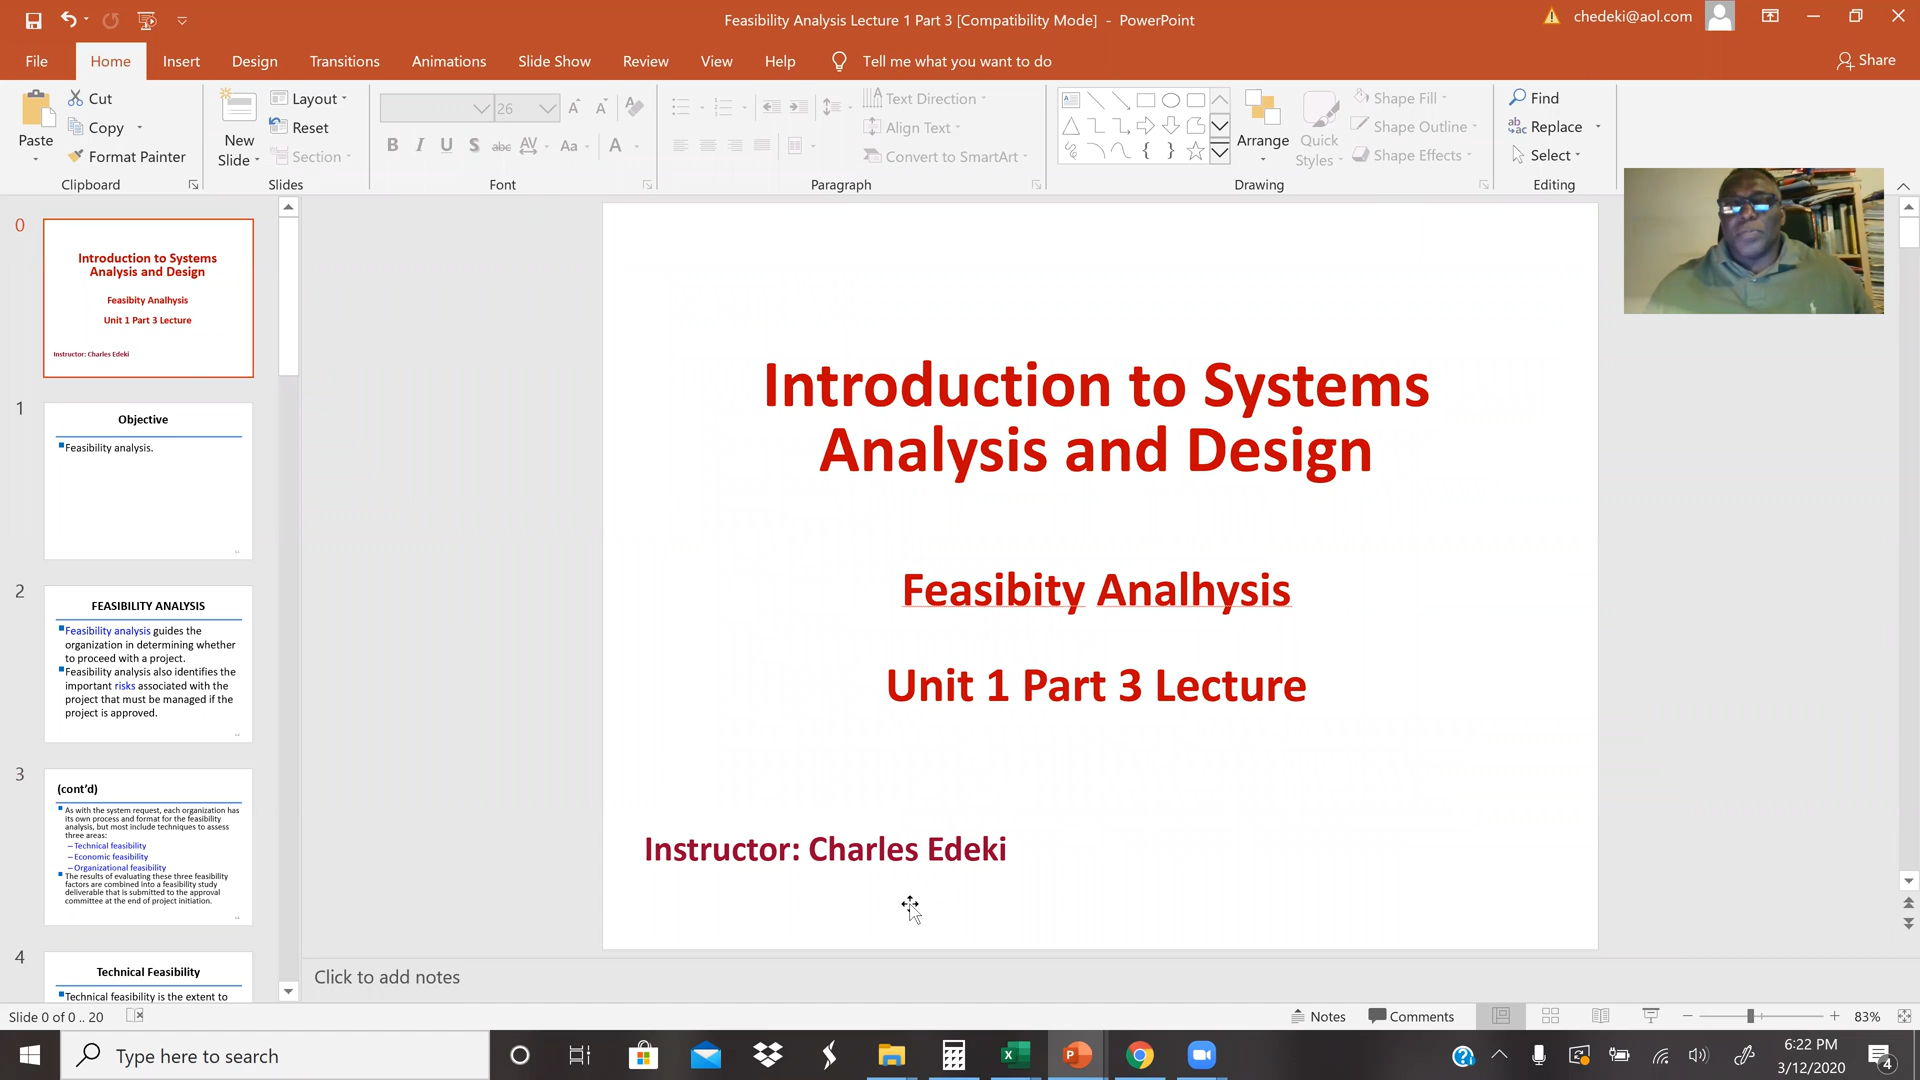 Feasibility Analysis Lecture 1 Part 3 [Compatibility Mode] - PowerPoint
chedeki@aol.com
File
Home
Insert
Design
Transitions
Animations
Slide Show
Review
View
Help
Tell me what you want to do
Share
Paste
Cut
Copy
Format Painter
Clipboard
New
Slide
Layout
Reset
Section
Slides
26
B I U S abc AV Aa A
Font
Text Direction
Align Text
Convert to SmartArt
Paragraph
Arrange
Quick
Styles
Shape Fill
Shape Outline
Shape Effects
Drawing
Find
Replace
Select
Editing
0
Introduction to Systems
Analysis and Design
Feasibity Analhysis
Unit 1 Part 3 Lecture
Instructor: Charles Edeki
1
Objective
Feasibility analysis.
2
FEASIBILITY ANALYSIS
Feasibility analysis guides the
organization in determining whether
to proceed with a project.
Feasibility analysis also identifies the
important risks associated with the
project that must be managed if the
project is approved.
3
(cont’d)
As with the system request, each organization has
its own process and format for the feasibility
analysis, but most include techniques to assess
three areas:
–Technical feasibility
–Economic feasibility
–Organizational feasibility
The results of evaluating these three feasibility
factors are combined into a feasibility study
deliverable that is submitted to the approval
committee at the end of project initiation.
4
Technical Feasibility
Technical feasibility is the extent to
Introduction to Systems
Analysis and Design
Feasibity Analhysis
Unit 1 Part 3 Lecture
Instructor: Charles Edeki
Click to add notes
Slide 0 of 0 .. 20
Notes
Comments
83%
Type here to search
6:22 PM
3/12/2020
4